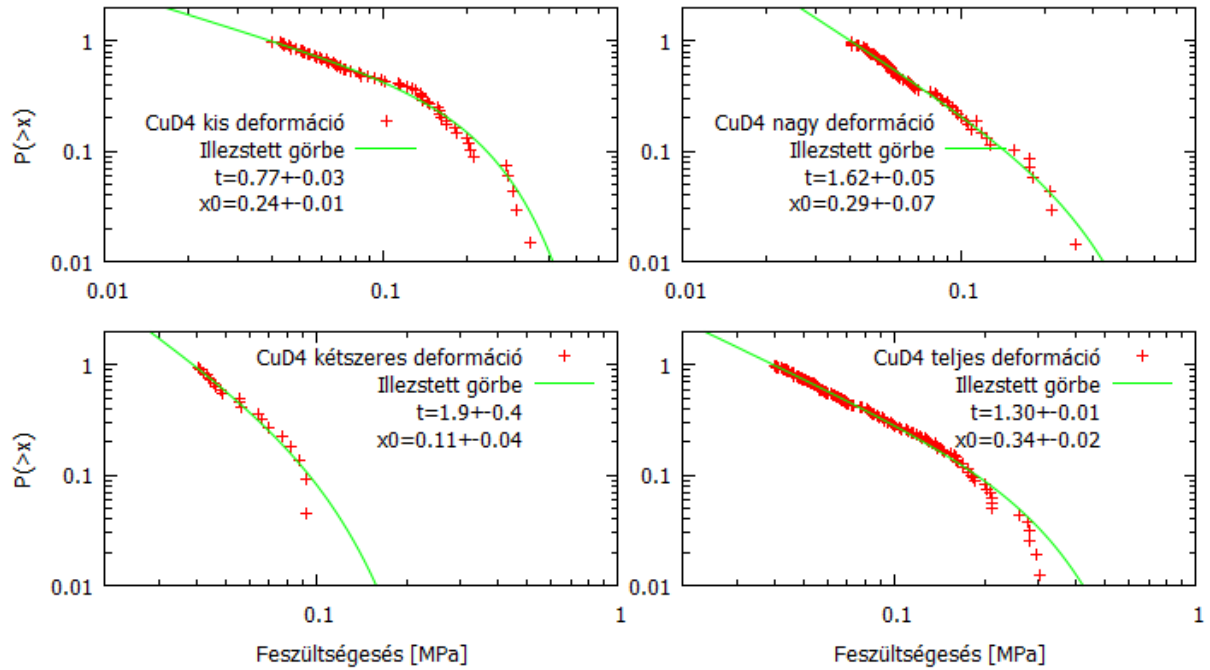 P(>x)
1
0.1
0.01
CuD4 kis deformáció
Illezstett görbe
t=0.77+-0.03
x0=0.24+-0.01
0.01
0.1
1
0.1
0.01
CuD4 nagy deformáció
Illezstett görbe
t=1.62+-0.05
x0=0.29+-0.07
0.01
0.1
P(>x)
1
0.1
0.01
CuD4 kétszeres deformáció
Illezstett görbe
t=1.9+-0.4
x0=0.11+-0.04
0.1
1
Feszültségesés [MPa]
1
0.1
0.01
CuD4 teljes deformáció
Illezstett görbe
t=1.30+-0.01
x0=0.34+-0.02
0.1
1
Feszültségesés [MPa]